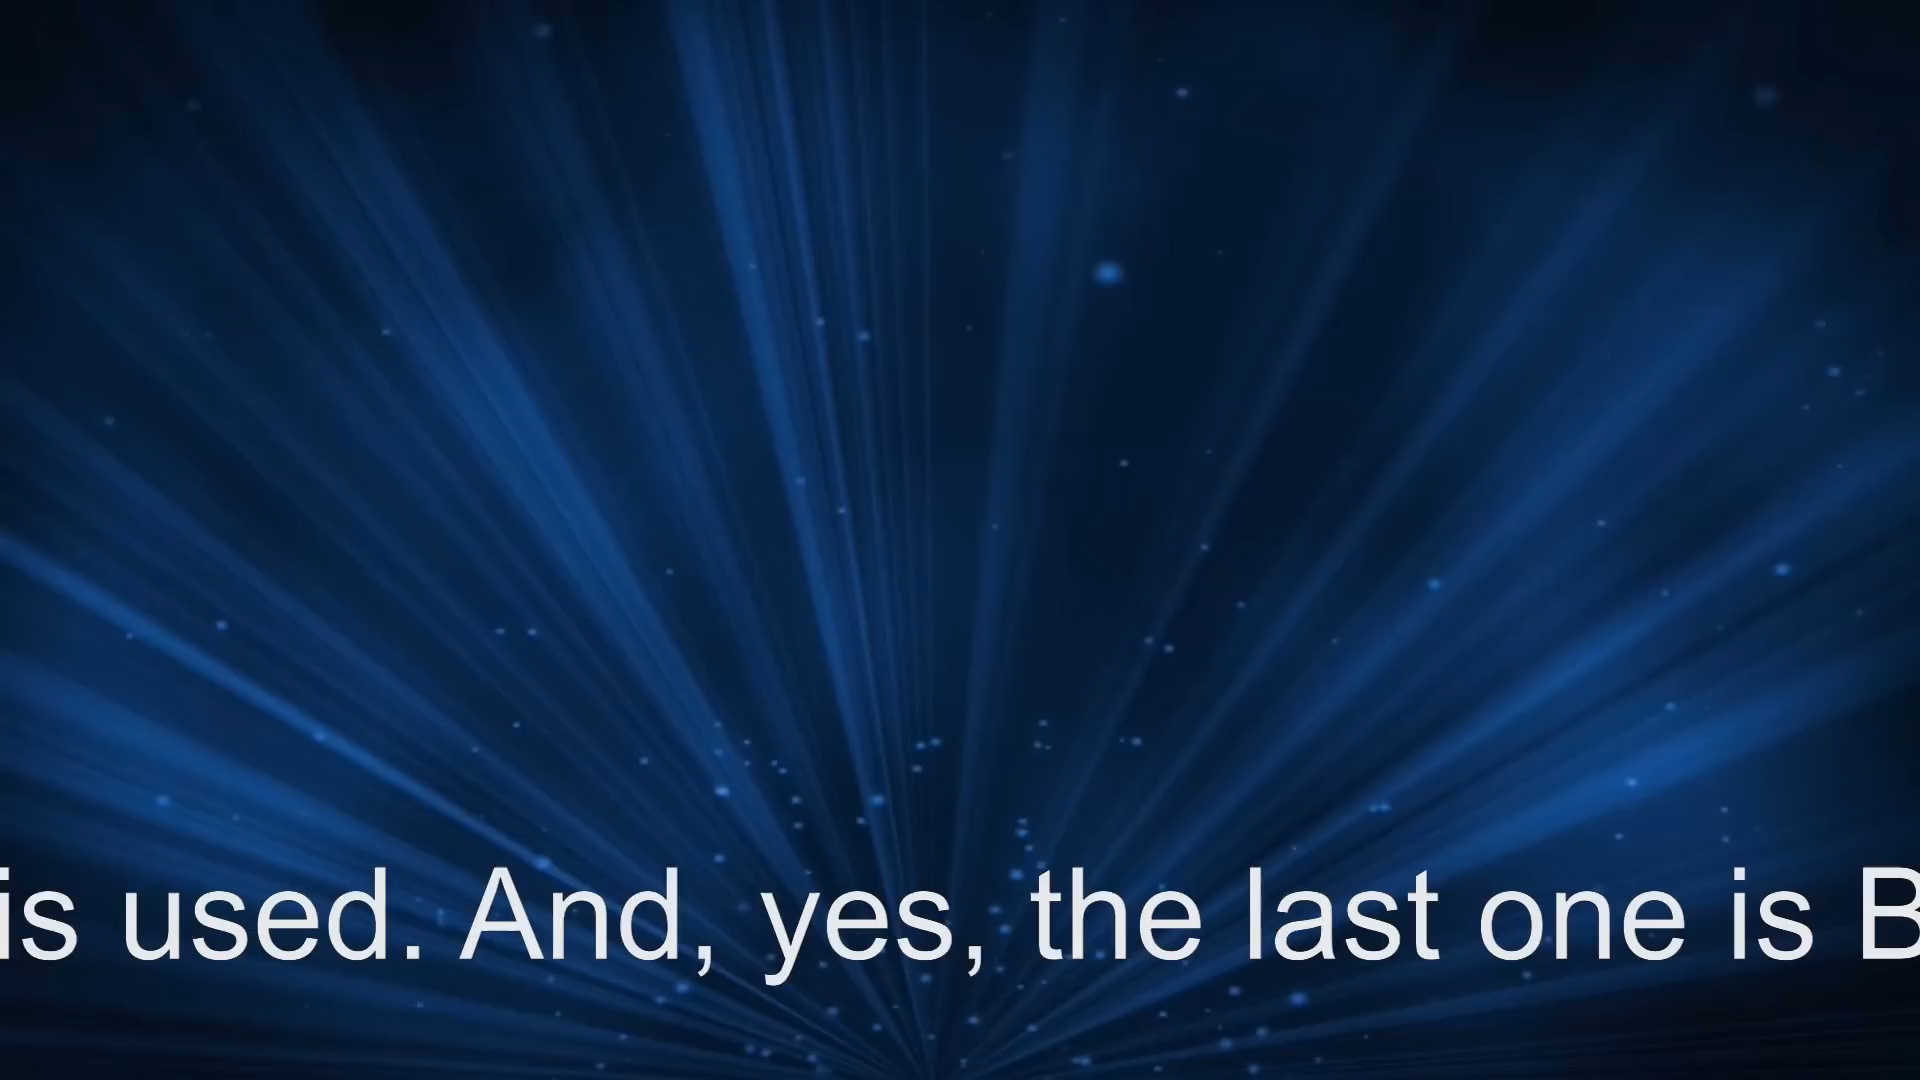 is used. And, yes, the last one is B